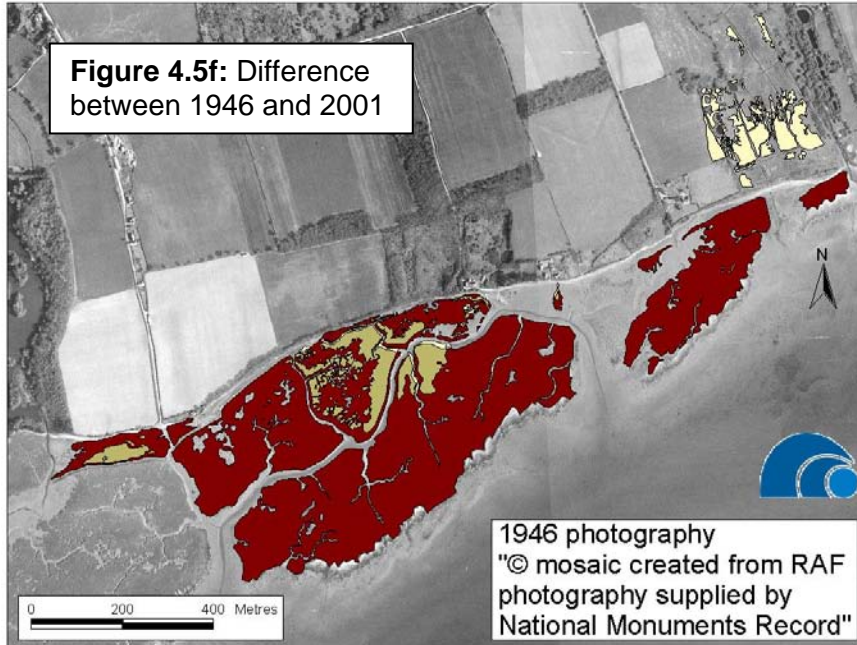 Figure 4.5f: Difference
between 1946 and 2001
N
0 200 400 Metres
1946 photography
"© mosaic created from RAF
photography supplied by
National Monuments Record"